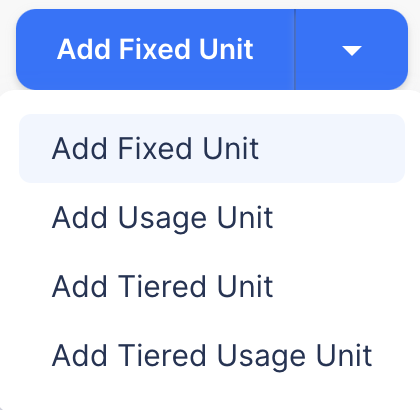 Add Fixed Unit
Add Fixed Unit
Add Usage Unit
Add Tiered Unit
Add Tiered Usage Unit